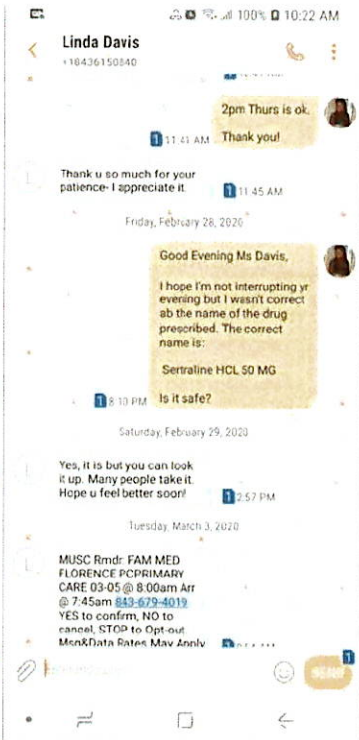 100% 10:22 AM
Linda Davis
+18436150840
2pm Thurs is ok.
Thank you!
1 11:41 AM
Thank u so much for your
patience- I appreciate it
1 11:45 AM
Friday, February 28, 2020
Good Evening Ms Davis,
I hope I'm not interrupting yr
evening but I wasn't correct
ab the name of the drug
prescribed. The correct
name is:
Sertraline HCL 50 MG
Is it safe?
1 8:10 PM
Saturday, February 29, 2020
Yes, it is but you can look
it up. Many people take it.
Hope u feel better soon!
1 2:57 PM
Tuesday, March 3, 2020
MUSC Rmdr: FAM MED
FLORENCE PCPRIMARY
CARE 03-05 @ 8:00am Arr
@ 7:45am 843-679-4019
YES to confirm, NO to
cancel, STOP to Opt-out
Msg&Data Rates May Apply
1
SEND